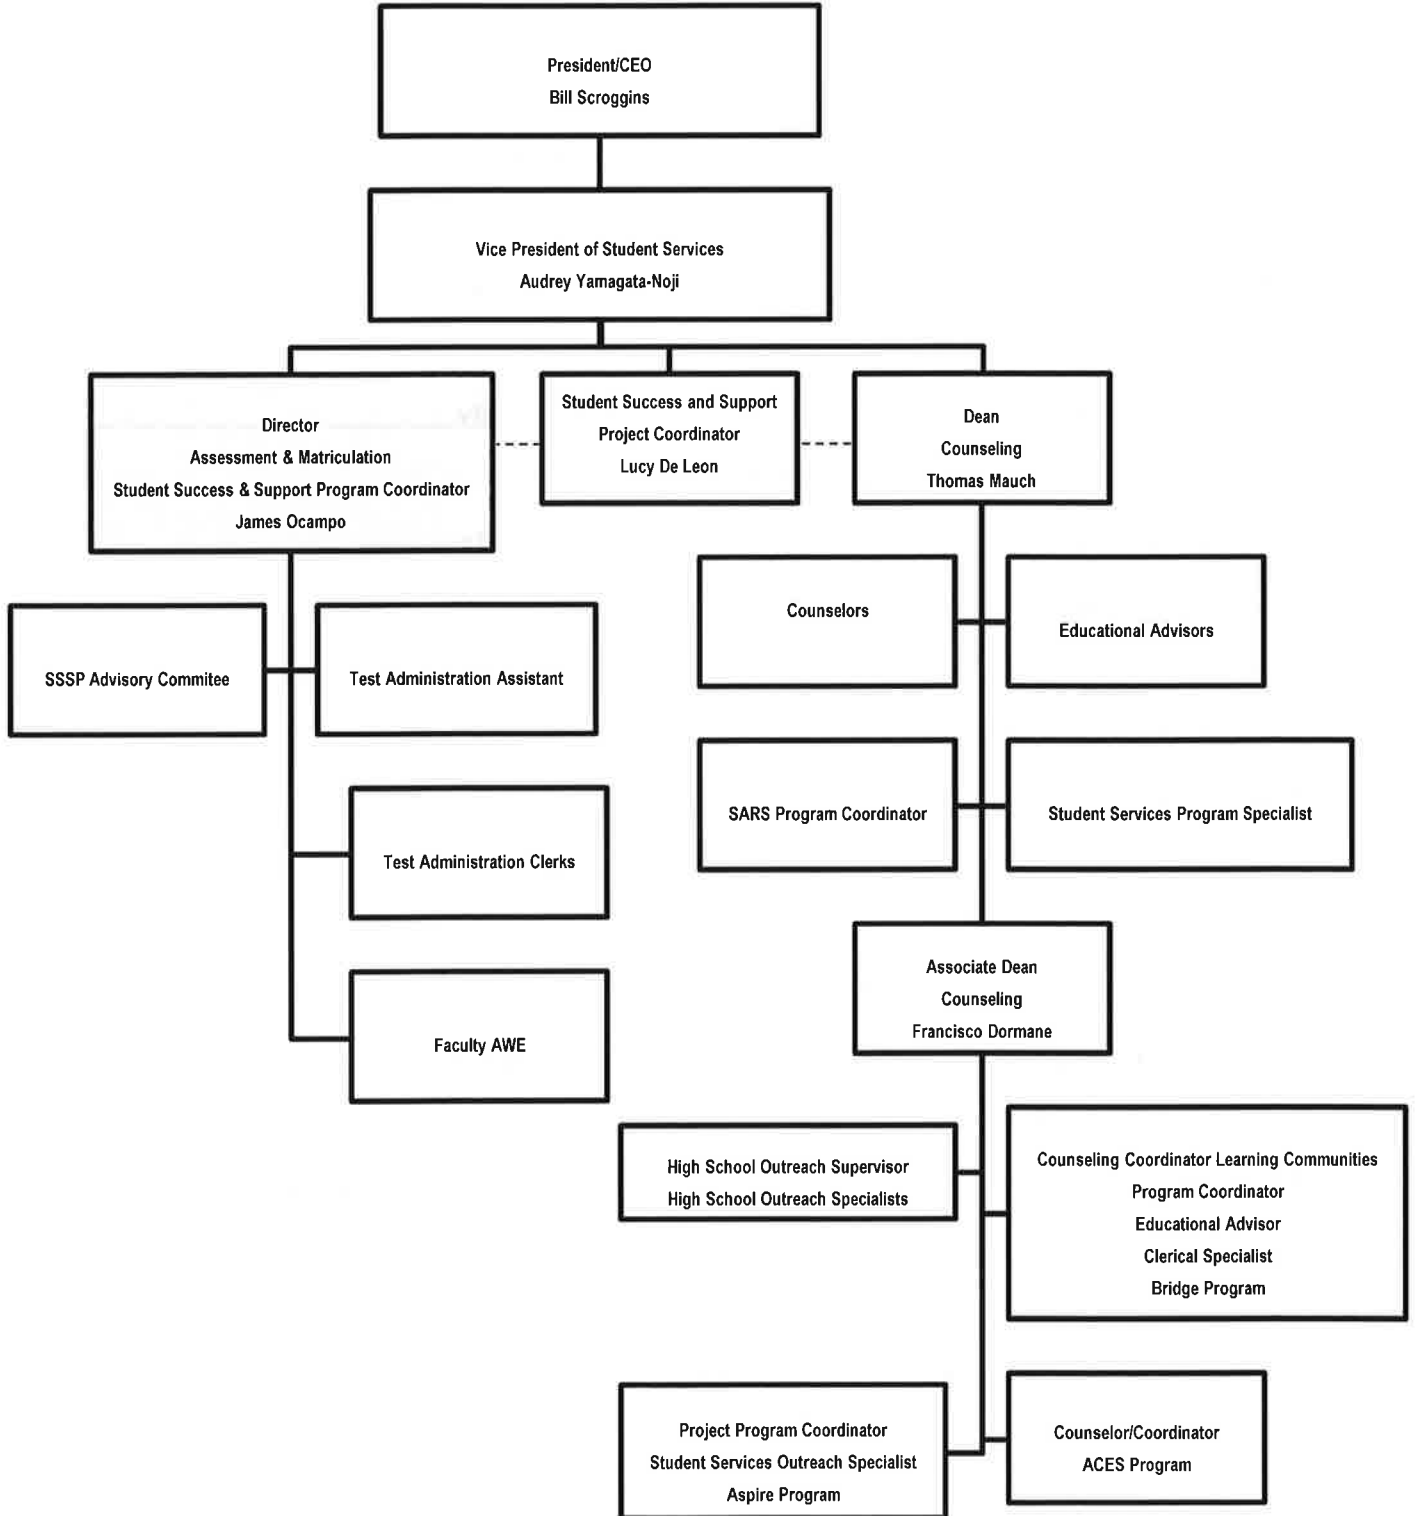 President/CEO
Bill Scroggins
Vice President of Student Services
Audrey Yamagata-Noji
Director
Assessment & Matriculation
Student Success & Support Program Coordinator
James Ocampo
Student Success and Support
Project Coordinator
Lucy De Leon
Dean
Counseling
Thomas Mauch
Counselors
Educational Advisors
SSSP Advisory Commitee
Test Administration Assistant
SARS Program Coordinator
Student Services Program Specialist
Test Administration Clerks
Associate Dean
Counseling
Francisco Dormane
Faculty AWE
High School Outreach Supervisor
High School Outreach Specialists
Counseling Coordinator Learning Communities
Program Coordinator
Educational Advisor
Clerical Specialist
Bridge Program
Project Program Coordinator
Student Services Outreach Specialist
Aspire Program
Counselor/Coordinator
ACES Program